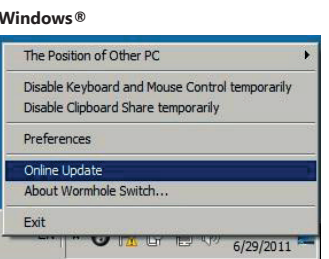 Windows®
The Position of Other PC
Disable Keyboard and Mouse Control temporarily
Disable Clipboard Share temporarily
Preferences
Online Update
About Wormhole Switch...
Exit
EN
6/29/2011